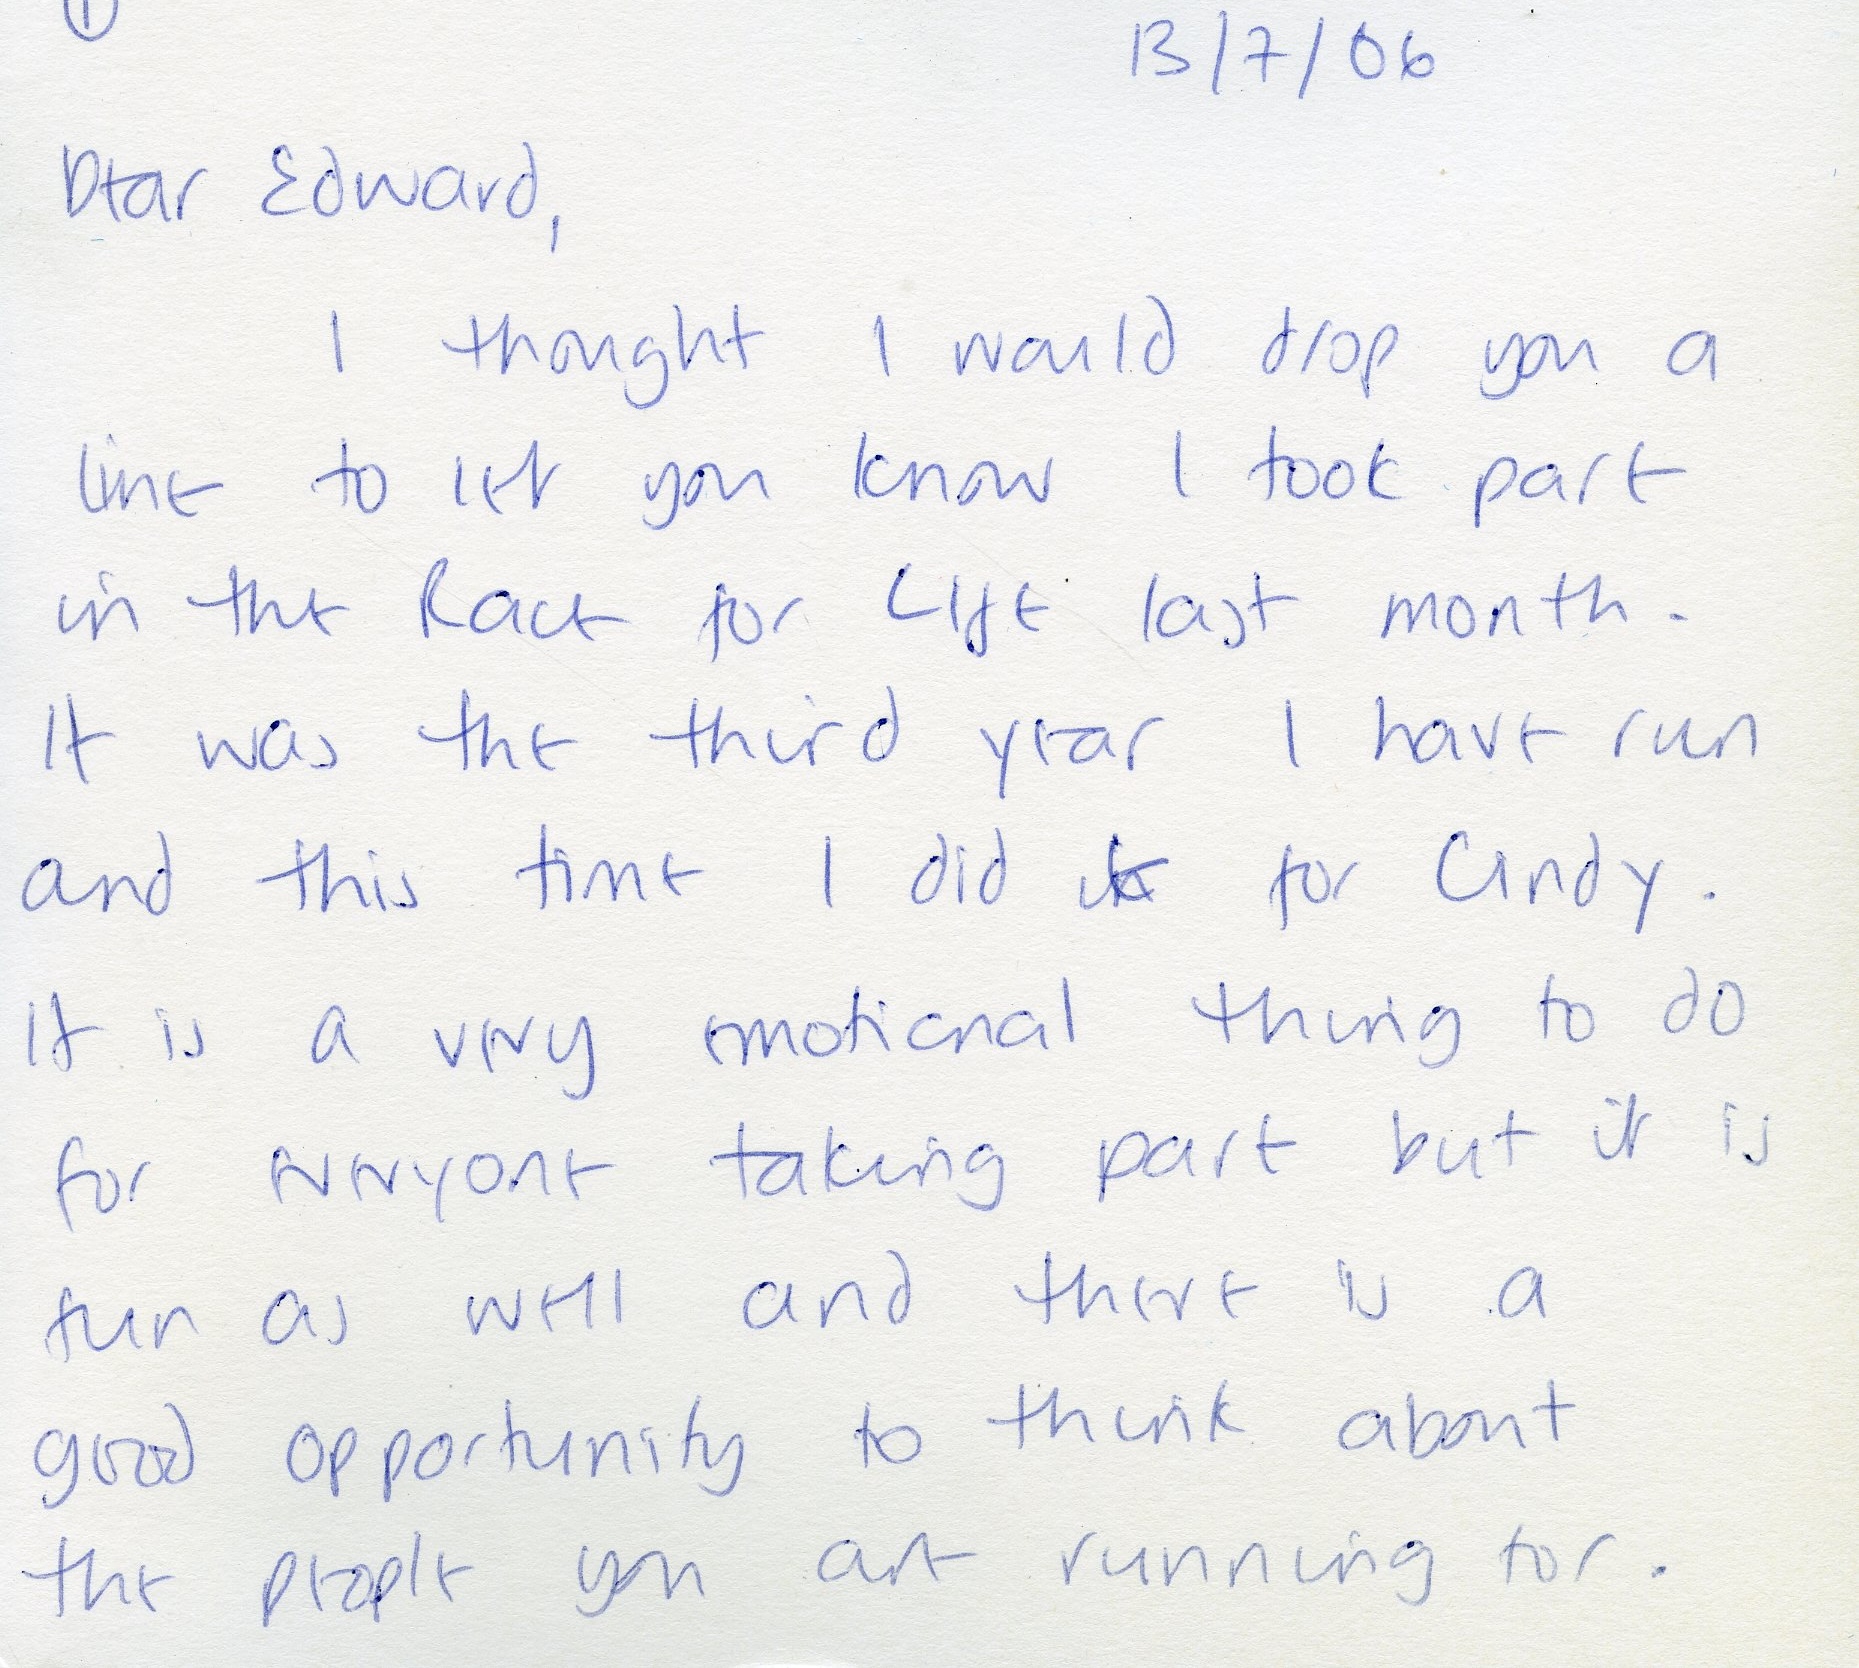 ①
13/7/06
Dear Edward,
I thought I would drop you a
line to let you know I took part
in the Race for Life last month.
It was the third year I have run
and this time I did it for Cindy.
It is a very emotional thing to do
for everyone taking part but it is
fun as well and there is a
good opportunity to think about
the people you are running for.